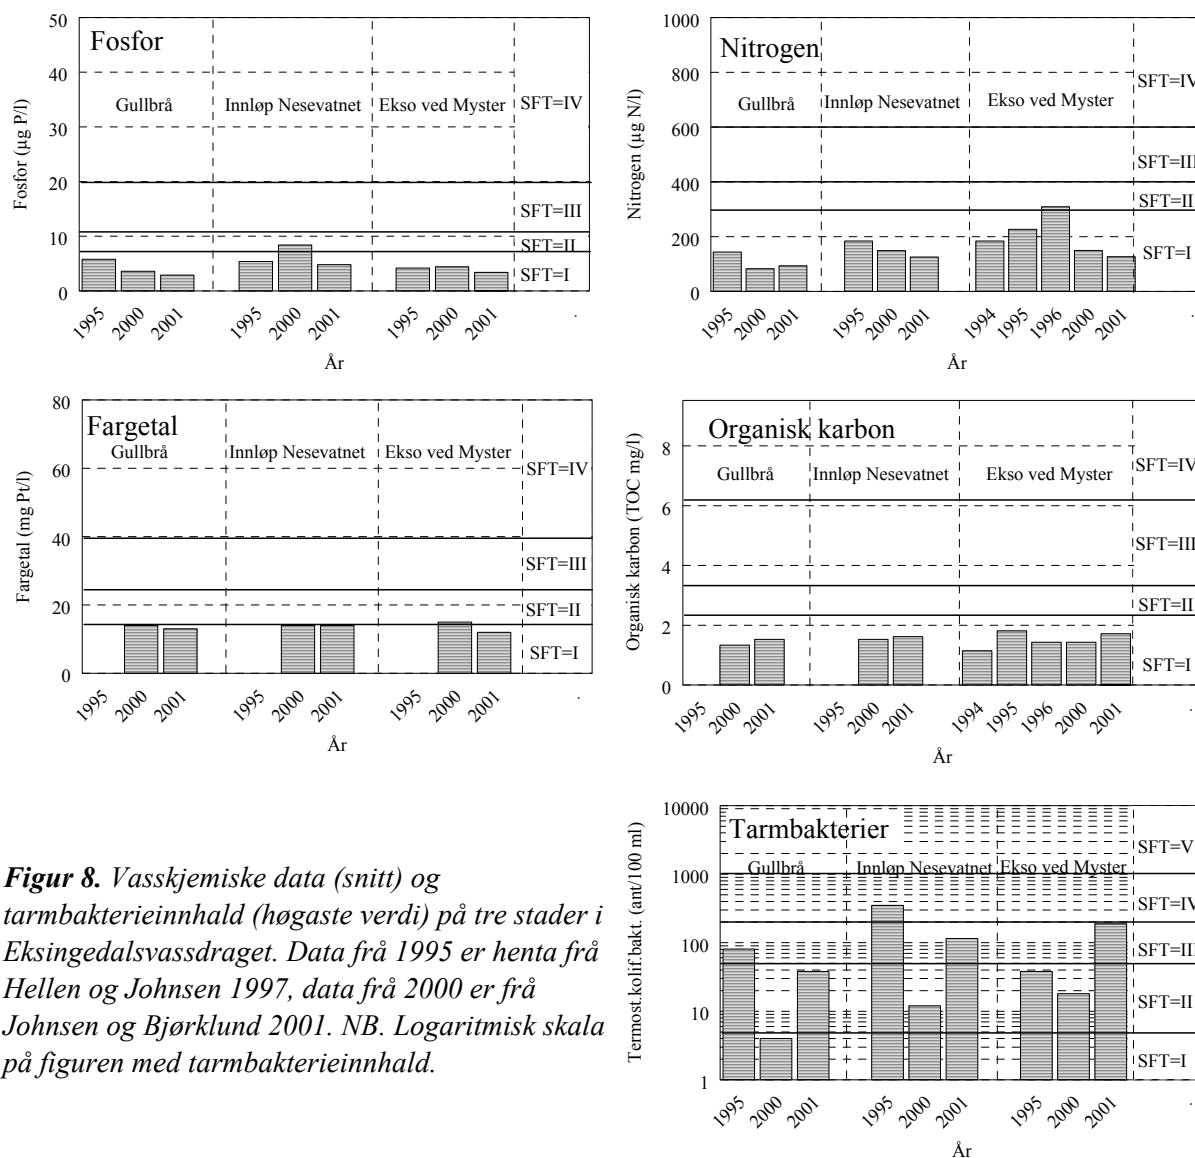 Fosfor
Fosfor (µg P/l)
50
40
30
20
10
0
Gullbrå
Innløp Nesevatnet
Ekso ved Myster
SFT=IV
SFT=III
SFT=II
SFT=I
1995
2000
2001
1995
2000
2001
1995
2000
2001
År
Nitrogen
Nitrogen (µg N/l)
1000
800
600
400
200
0
Gullbrå
Innløp Nesevatnet
Ekso ved Myster
SFT=IV
SFT=III
SFT=II
SFT=I
1995
2000
2001
1995
2000
2001
1994
1995
1996
2000
2001
År
Fargetal
Fargetal (mg Pt/l)
80
60
40
20
0
Gullbrå
Innløp Nesevatnet
Ekso ved Myster
SFT=IV
SFT=III
SFT=II
SFT=I
1995
2000
2001
1995
2000
2001
1995
2000
2001
År
Organisk karbon
Organisk karbon (TOC mg/l)
8
6
4
2
0
Gullbrå
Innløp Nesevatnet
Ekso ved Myster
SFT=IV
SFT=III
SFT=II
SFT=I
1995
2000
2001
1995
2000
2001
1994
1995
1996
2000
2001
År
Figur 8. Vasskjemiske data (snitt) og
tarmbakterieinnhald (høgaste verdi) på tre stader i
Eksingedalsvassdraget. Data frå 1995 er henta frå
Hellen og Johnsen 1997, data frå 2000 er frå
Johnsen og Bjørklund 2001. NB. Logaritmisk skala
på figuren med tarmbakterieinnhald.
Tarmbakterier
Termost.kolif.bakt. (ant/100 ml)
10000
1000
100
10
1
Gullbrå
Innløp Nesevatnet
Ekso ved Myster
SFT=V
SFT=IV
SFT=III
SFT=II
SFT=I
1995
2000
2001
1995
2000
2001
1995
2000
2001
År